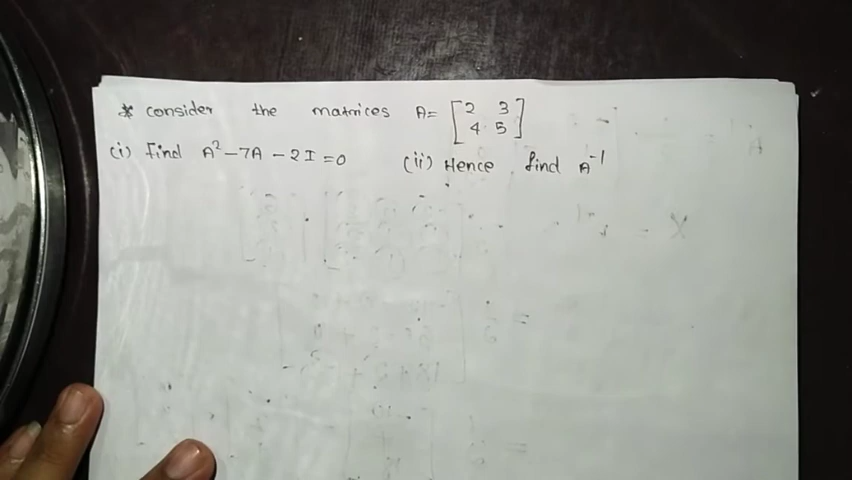 * consider the matrices A = [2 3
4 5]
(i) Find A² - 7A - 2I = 0 (ii) Hence find A⁻¹